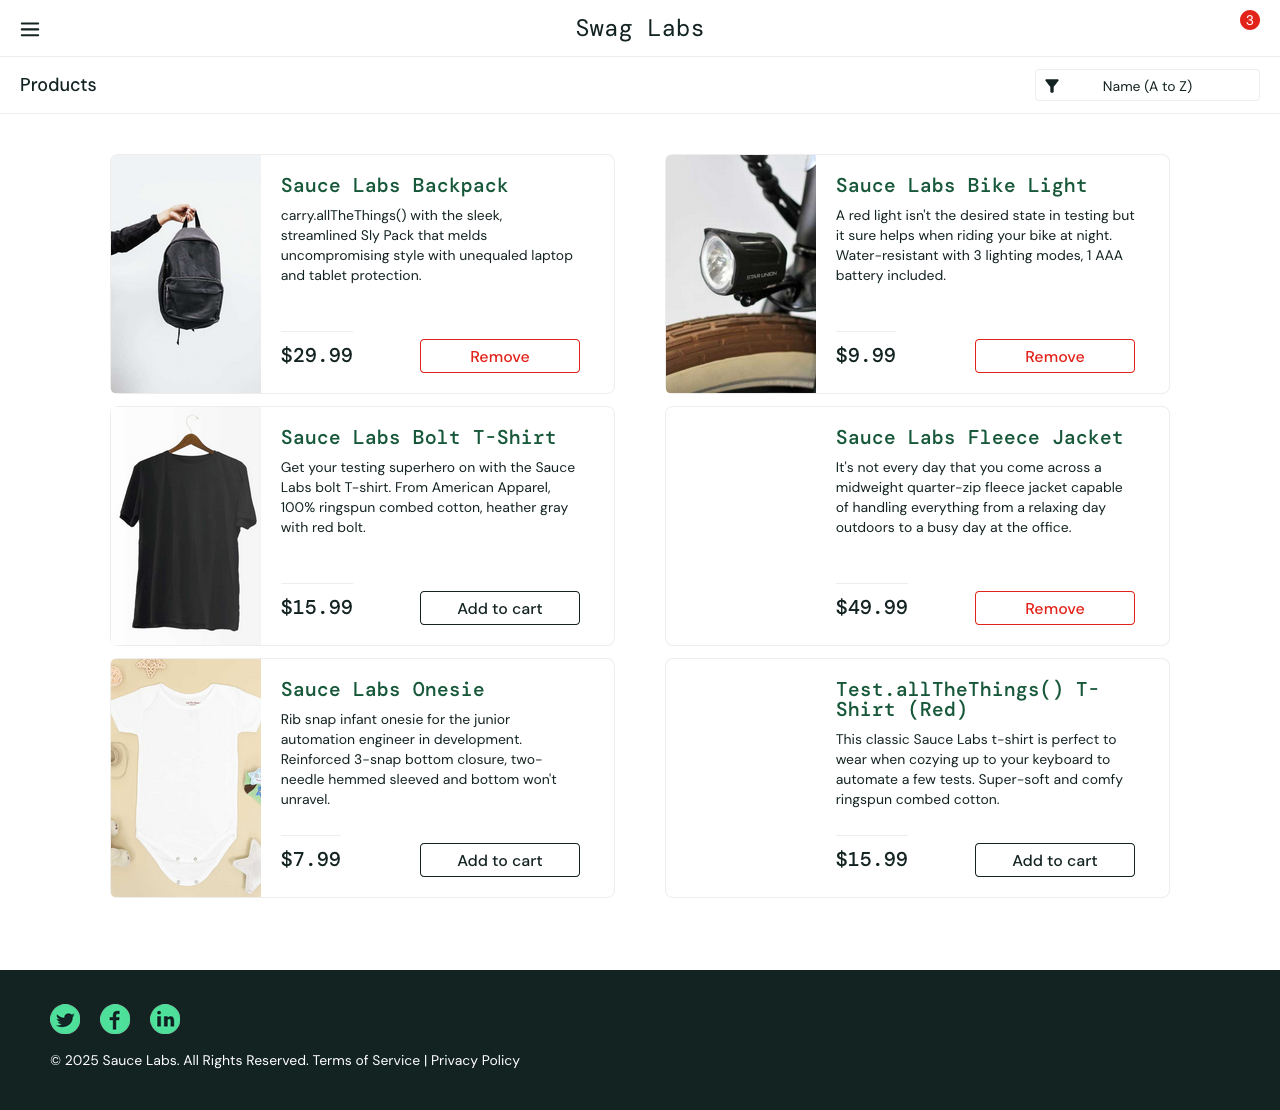 Swag Labs
3
Products
Name (A to Z)
Sauce Labs Backpack
carry.allTheThings() with the sleek,
streamlined Sly Pack that melds
uncompromising style with unequaled laptop
and tablet protection.
$29.99
Remove
STAR UNION
Sauce Labs Bike Light
A red light isn't the desired state in testing but
it sure helps when riding your bike at night.
Water-resistant with 3 lighting modes, 1 AAA
battery included.
$9.99
Remove
Sauce Labs Bolt T-Shirt
Get your testing superhero on with the Sauce
Labs bolt T-shirt. From American Apparel,
100% ringspun combed cotton, heather gray
with red bolt.
$15.99
Add to cart
Sauce Labs Fleece Jacket
It's not every day that you come across a
midweight quarter-zip fleece jacket capable
of handling everything from a relaxing day
outdoors to a busy day at the office.
$49.99
Remove
Sauce Labs Onesie
Rib snap infant onesie for the junior
automation engineer in development.
Reinforced 3-snap bottom closure, two-
needle hemmed sleeved and bottom won't
unravel.
$7.99
Add to cart
Test.allTheThings() T-
Shirt (Red)
This classic Sauce Labs t-shirt is perfect to
wear when cozying up to your keyboard to
automate a few tests. Super-soft and comfy
ringspun combed cotton.
$15.99
Add to cart
© 2025 Sauce Labs. All Rights Reserved. Terms of Service | Privacy Policy